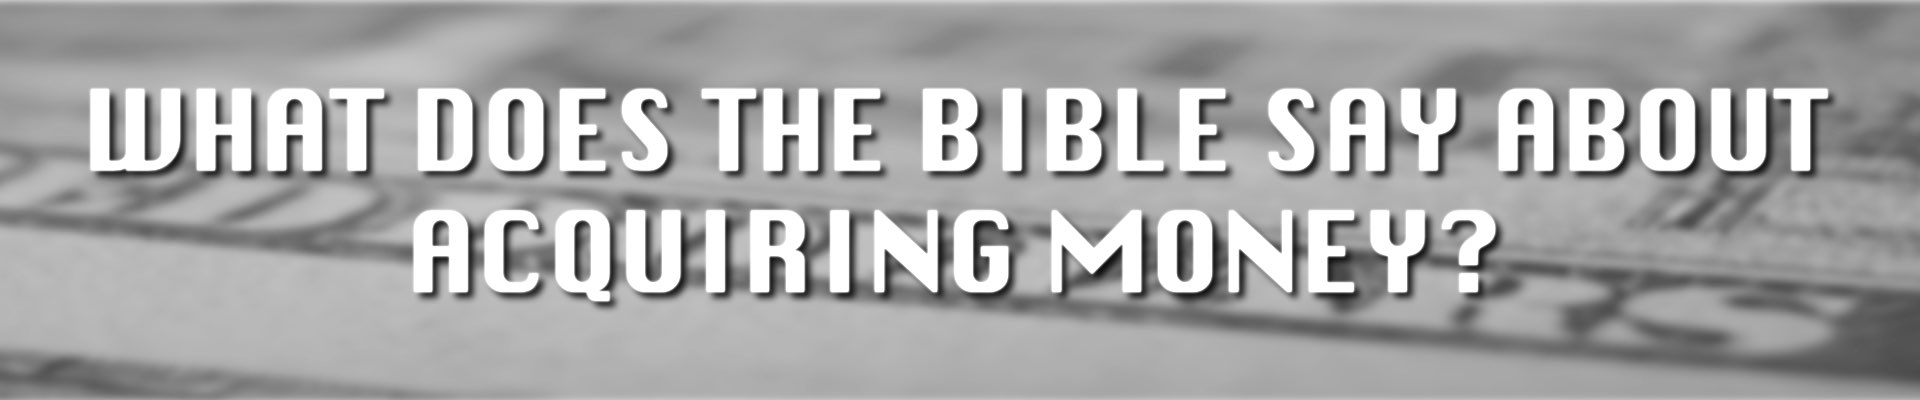 WHAT DOES THE BIBLE SAY ABOUT
ACQUIRING MONEY?